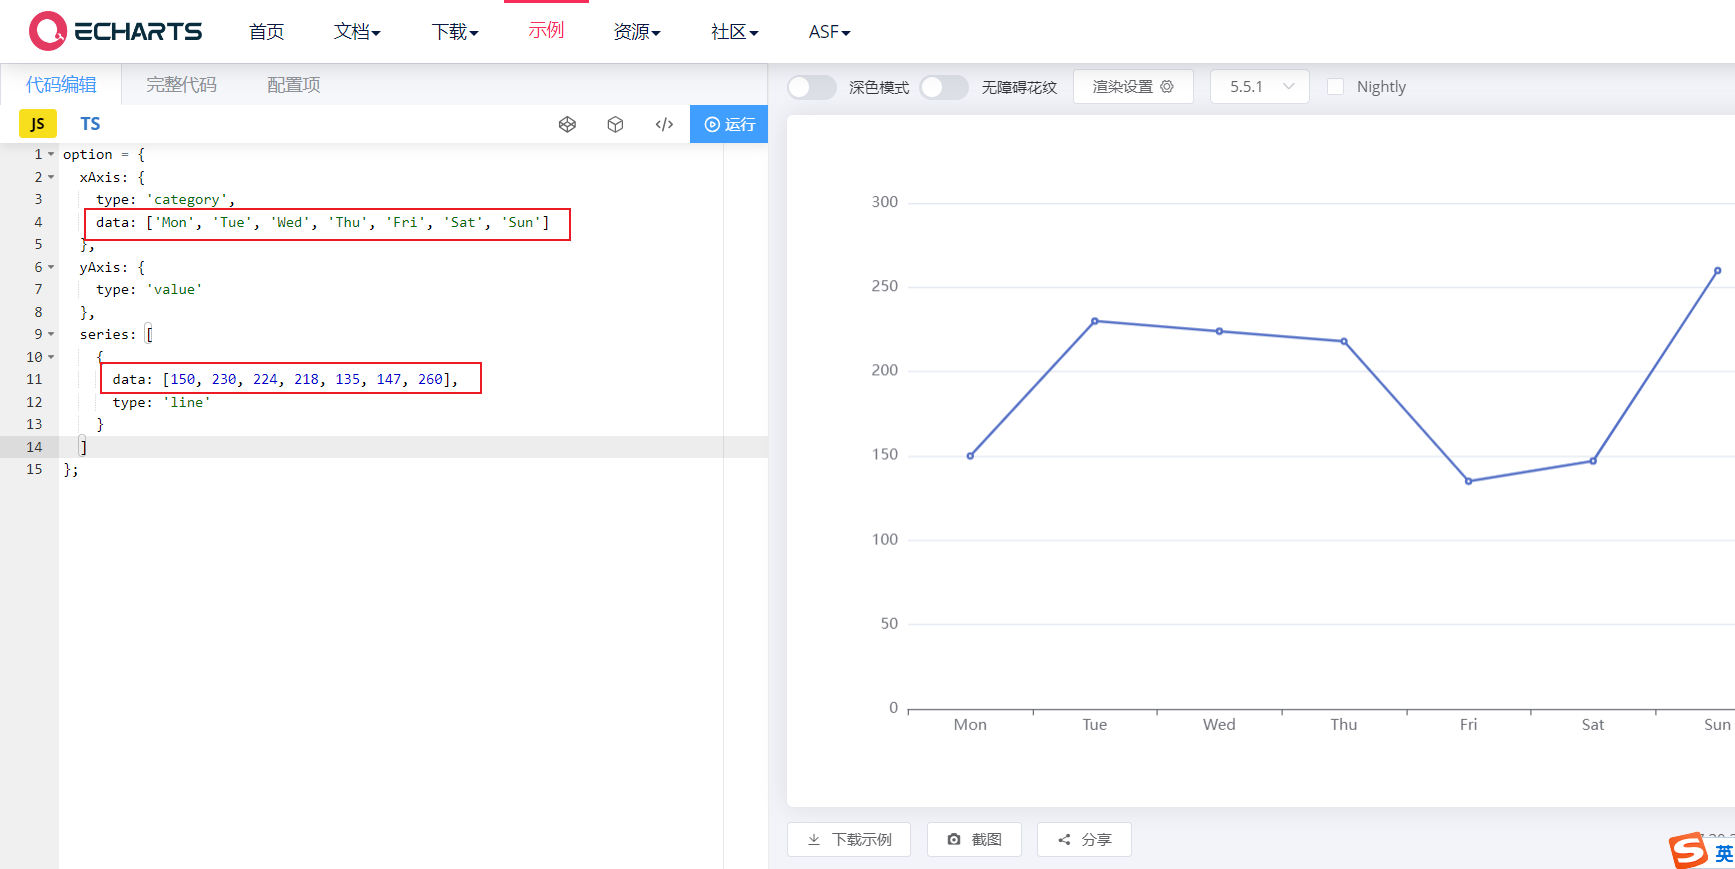 ECHARTS 首页 文档 下载 示例 资源 社区 ASF
代码编辑 完整代码 配置项
JS TS 运行
1 option = {
2 xAxis: {
3 type: 'category',
4 data: ['Mon', 'Tue', 'Wed', 'Thu', 'Fri', 'Sat', 'Sun']
5 },
6 yAxis: {
7 type: 'value'
8 },
9 series: [
10 {
11 data: [150, 230, 224, 218, 135, 147, 260],
12 type: 'line'
13 }
14 ]
15 };
深色模式 无障碍花纹 渲染设置 5.5.1 Nightly
300
250
200
150
100
50
0
Mon Tue Wed Thu Fri Sat Sun
下载示例 截图 分享
S 英